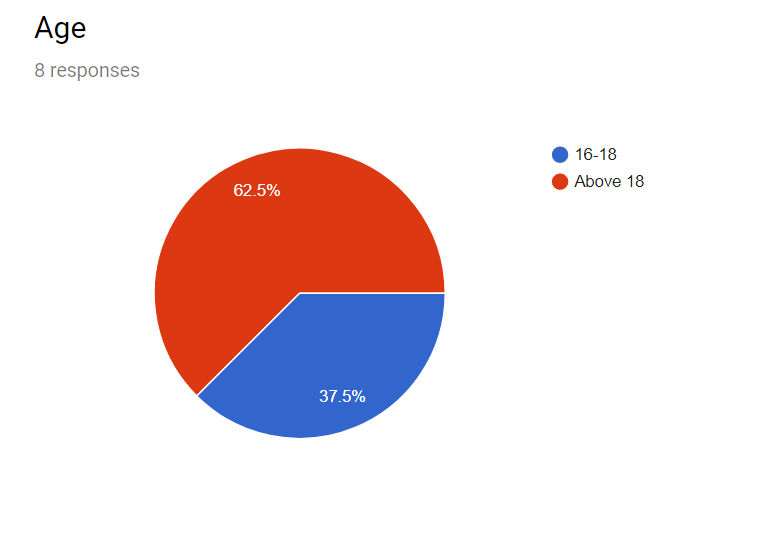 Age
8 responses
16-18
Above 18
62.5%
37.5%